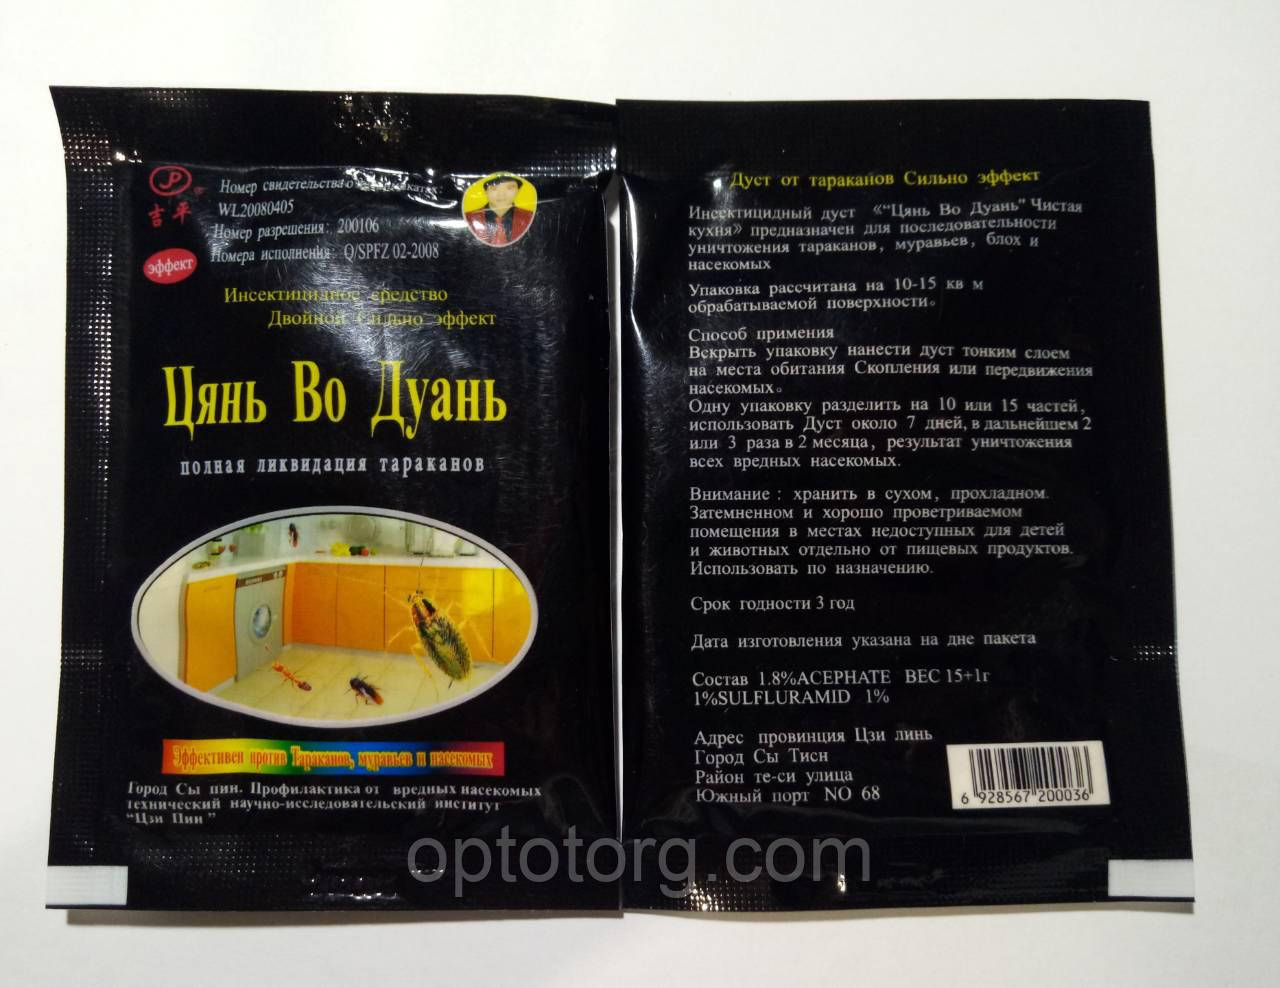 JP
吉平
эффект
Номер свидетельства о
WL20080405
Номер разрешения: 200106
Номера исполнения: Q/SPFZ 02-2008
Инсектицидное средство
Двойной Сильно эффект
Цянь Во Дуань
полная ликвидация тараканов
Эффективен против Тараканов, муравьев и насекомых
Город Сы пин. Профилактика от вредных насекомых
технический научно-исследовательский институт
“Цзи Пин”
Дуст от тараканов Сильно эффект
Инсектицидный дуст «“Цянь Во Дуань” Чистая
кухня» предназначен для последовательности
уничтожения тараканов, муравьев, блох и
насекомых
Упаковка рассчитана на 10-15 кв м
обрабатываемой поверхности。
Способ примения
Вскрыть упаковку нанести дуст тонким слоем
на места обитания Скопления или передвижения
насекомых。
Одну упаковку разделить на 10 или 15 частей,
использовать Дуст около 7 дней, в дальнейшем 2
или 3 раза в 2 месяца, результат уничтожения
всех вредных насекомых.
Внимание : хранить в сухом, прохладном.
Затемненном и хорошо проветриваемом
помещения в местах недоступных для детей
и животных отдельно от пищевых продуктов.
Использовать по назначению.
Срок годности 3 год
Дата изготовления указана на дне пакета
Состав 1.8%ACEPHATE ВЕС 15+1г
1%SULFLURAMID 1%
Адрес провинция Цзи линь
Город Сы Тисн
Район те-си улица
Южный порт NO 68
6 928567 200036
optotorg.com